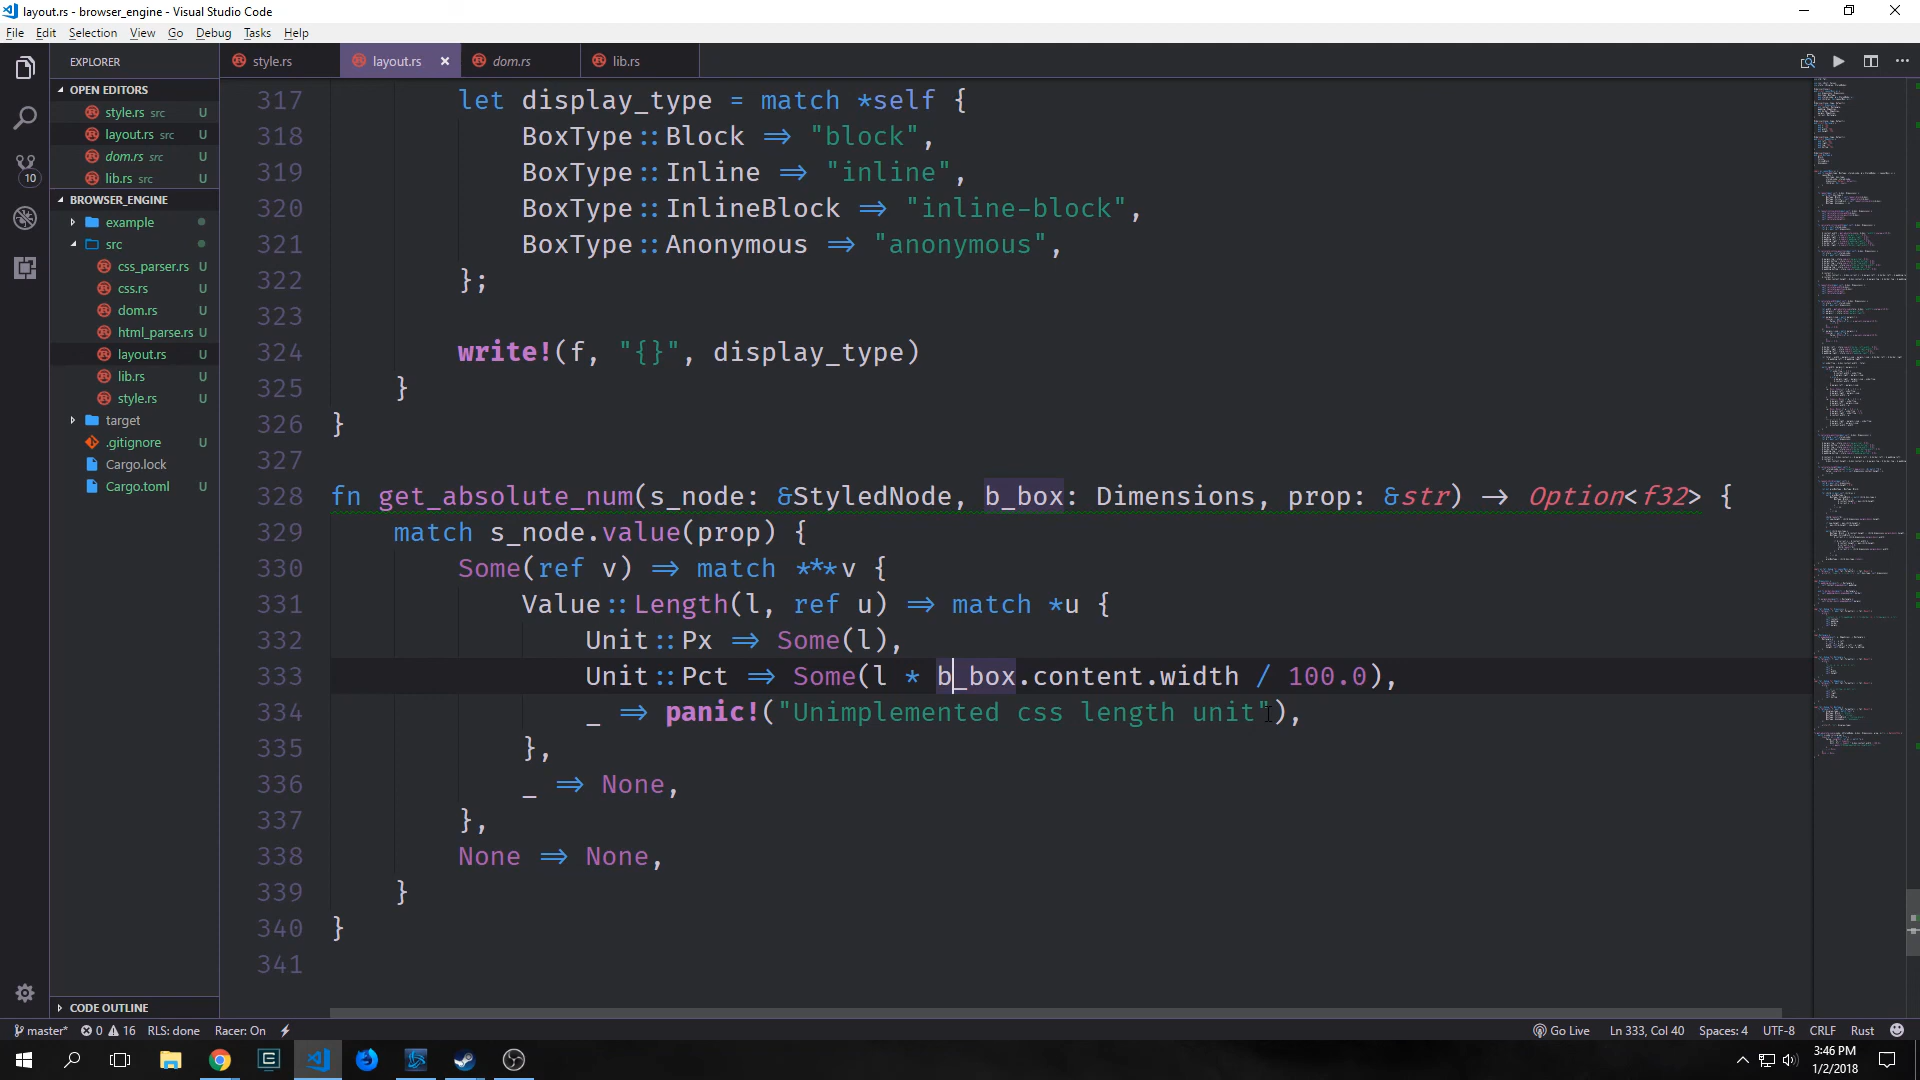 layout.rs - browser_engine - Visual Studio Code
File Edit Selection View Go Debug Tasks Help
EXPLORER
style.rs layout.rs × dom.rs lib.rs
OPEN EDITORS
style.rs src U
layout.rs src U
dom.rs src U
lib.rs src U
10
BROWSER_ENGINE
example
src
css_parser.rs U
css.rs U
dom.rs U
html_parse.rs U
layout.rs U
lib.rs U
style.rs U
target
.gitignore U
Cargo.lock
Cargo.toml U
CODE OUTLINE
317 let display_type = match *self {
318 BoxType::Block => "block",
319 BoxType::Inline => "inline",
320 BoxType::InlineBlock => "inline-block",
321 BoxType::Anonymous => "anonymous",
322 };
323
324 write!(f, "{}", display_type)
325 }
326 }
327
328 fn get_absolute_num(s_node: &StyledNode, b_box: Dimensions, prop: &str) -> Option<f32> {
329 match s_node.value(prop) {
330 Some(ref v) => match ***v {
331 Value::Length(l, ref u) => match *u {
332 Unit::Px => Some(l),
333 Unit::Pct => Some(l * b_box.content.width / 100.0),
334 _ => panic!("Unimplemented css length unit"),
335 },
336 _ => None,
337 },
338 None => None,
339 }
340 }
341
master* 0 16 RLS: done Racer: On Go Live Ln 333, Col 40 Spaces: 4 UTF-8 CRLF Rust
3:46 PM
1/2/2018